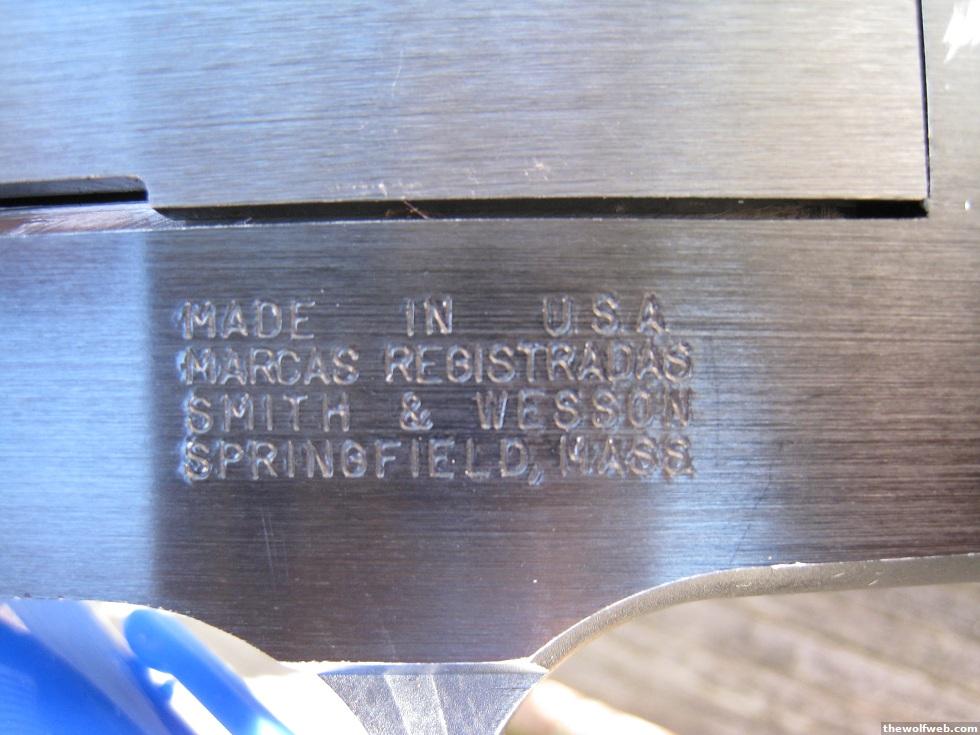 MADE IN U.S.A.
MARCAS REGISTRADAS
SMITH & WESSON
SPRINGFIELD, MASS.
thewolfweb.com